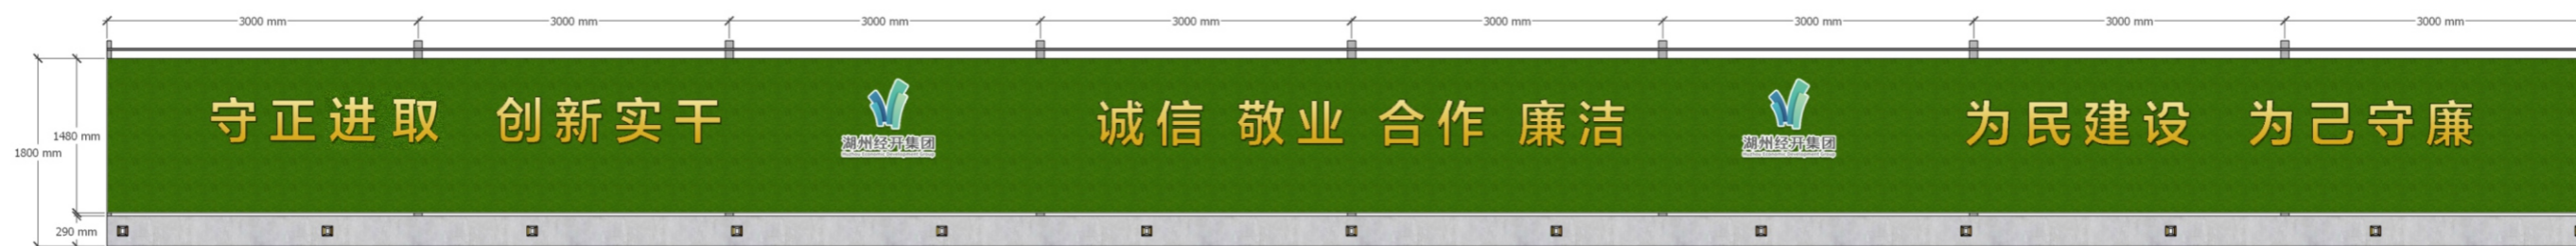 3000 mm 3000 mm 3000 mm 3000 mm 3000 mm 3000 mm 3000 mm 3000 mm
守正进取 创新实干 湖州经开集团 诚信 敬业 合作 廉洁 湖州经开集团 为民建设 为己守廉
1480 mm
1800 mm
290 mm